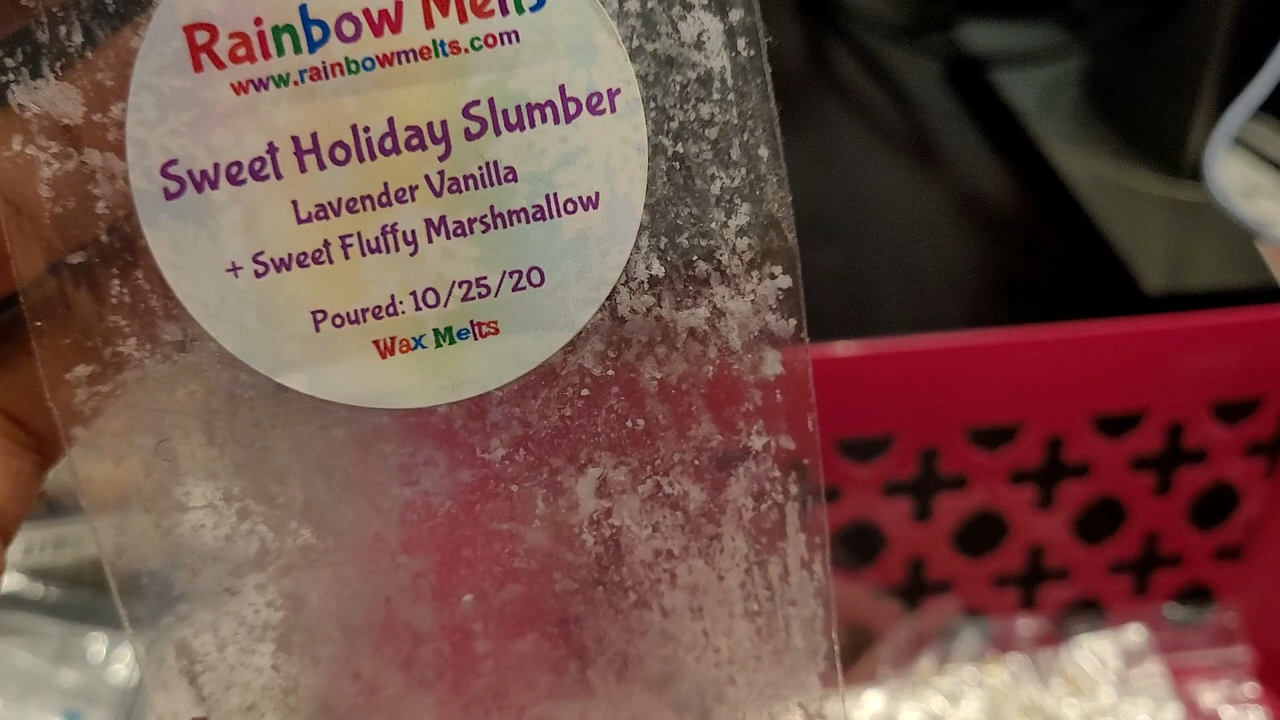 Rainbow Melts
www.rainbowmelts.com
Sweet Holiday Slumber
Lavender Vanilla
+ Sweet Fluffy Marshmallow
Poured: 10/25/20
Wax Melts